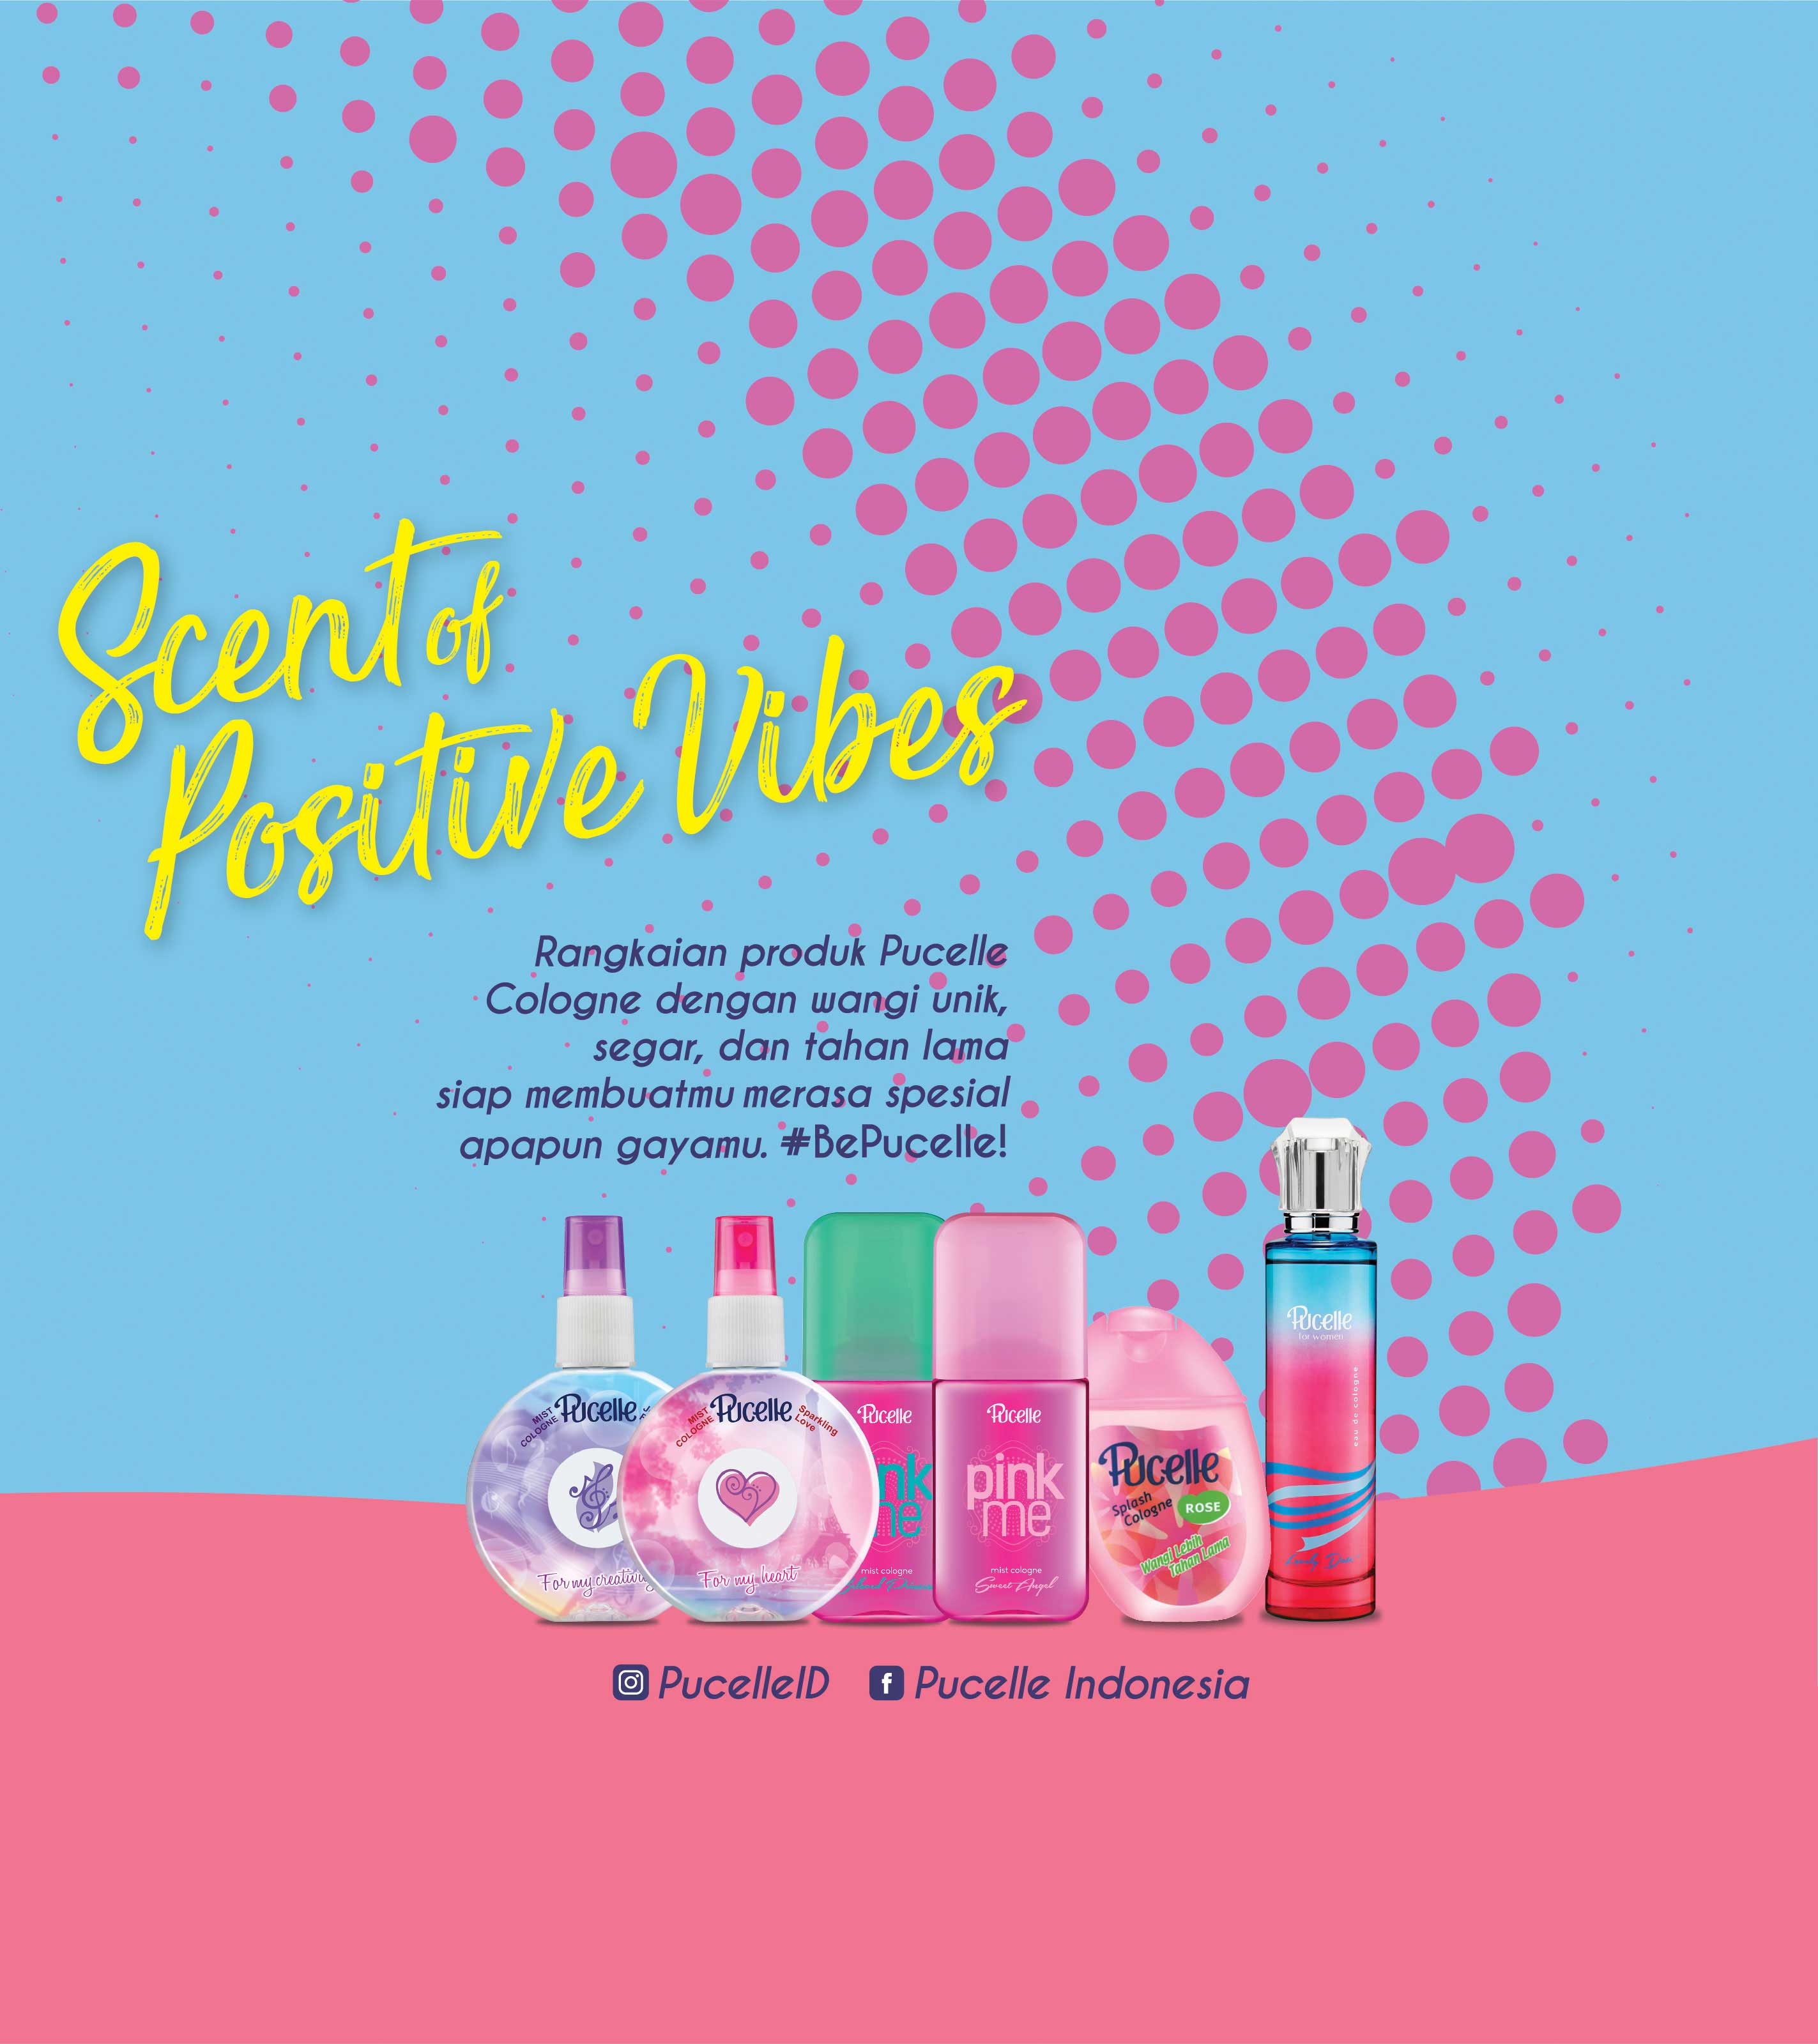 Scent of
Positive Vibes
Rangkaian produk Pucelle
Cologne dengan wangi unik,
segar, dan tahan lama
siap membuatmu merasa spesial
apapun gayamu. #BePucelle!
MIST
COLOGNE
Pucelle
For my
MIST
COLOGNE
Pucelle
Sparkling
Love
For my heart
Pucelle
mist cologne
Pucelle
pink
me
mist cologne
Sweet Angel
Pucelle
Splash
Cologne
ROSE
Wangi Lebih
Tahan Lama
Pucelle
for women
eau de cologne
PucelleID
Pucelle Indonesia